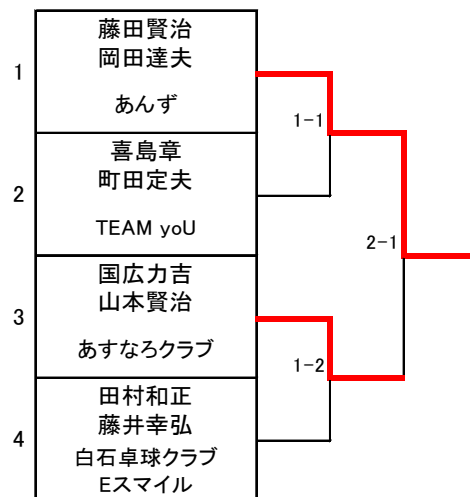 1
藤田賢治
岡田達夫
あんず
2
喜島章
町田定夫
TEAM yoU
3
国広力吉
山本賢治
あすなろクラブ
4
田村和正
藤井幸弘
白石卓球クラブ
Eスマイル
1-1
1-2
2-1